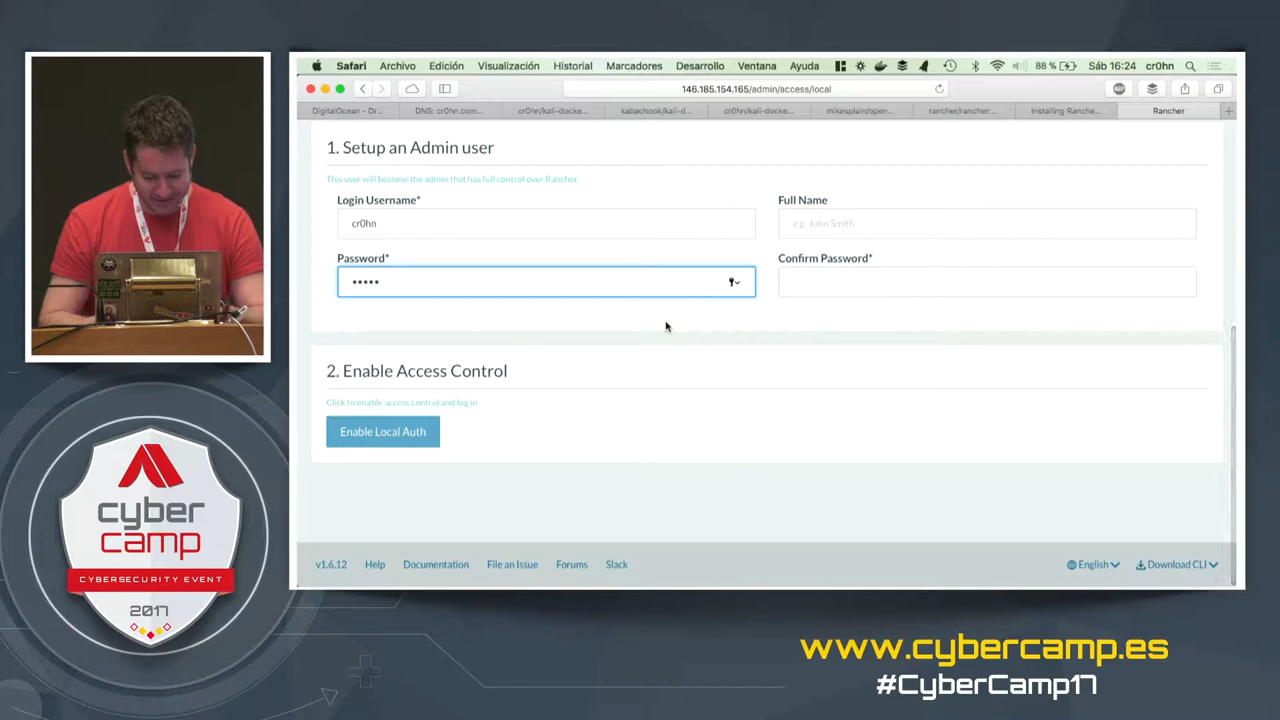 Safari Archivo Edición Visualización Historial Marcadores Desarrollo Ventana Ayuda 88 % Sáb 16:24 cr0hn
146.185.154.165/admin/access/local
DigitalOcean - Dr... DNS: cr0hn.com... cr0hn/kali-docke... kabachook/kali-d... cr0hn/kali-docke... mikesplain/open... rancher/rancher:... Installing Ranche... Rancher
1. Setup an Admin user
This user will become the admin that has full control over Rancher.
Login Username* Full Name
cr0hn e.g. John Smith
Password* Confirm Password*
•••••
2. Enable Access Control
Click to enable access control and log in
Enable Local Auth
v1.6.12 Help Documentation File an Issue Forums Slack English Download CLI
cyber
camp
CYBERSECURITY EVENT
2017
www.cybercamp.es
#CyberCamp17